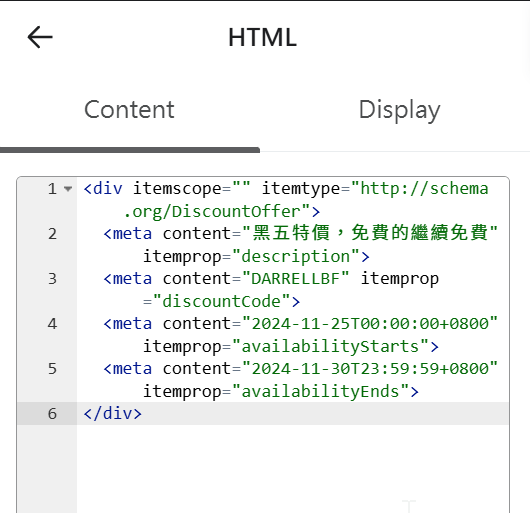 HTML
Content Display
1 <div itemscope="" itemtype="http://schema
.org/DiscountOffer">
2 <meta content="黑五特價，免費的繼續免費"
itemprop="description">
3 <meta content="DARRELLBF" itemprop
="discountCode">
4 <meta content="2024-11-25T00:00:00+0800"
itemprop="availabilityStarts">
5 <meta content="2024-11-30T23:59:59+0800"
itemprop="availabilityEnds">
6 </div>